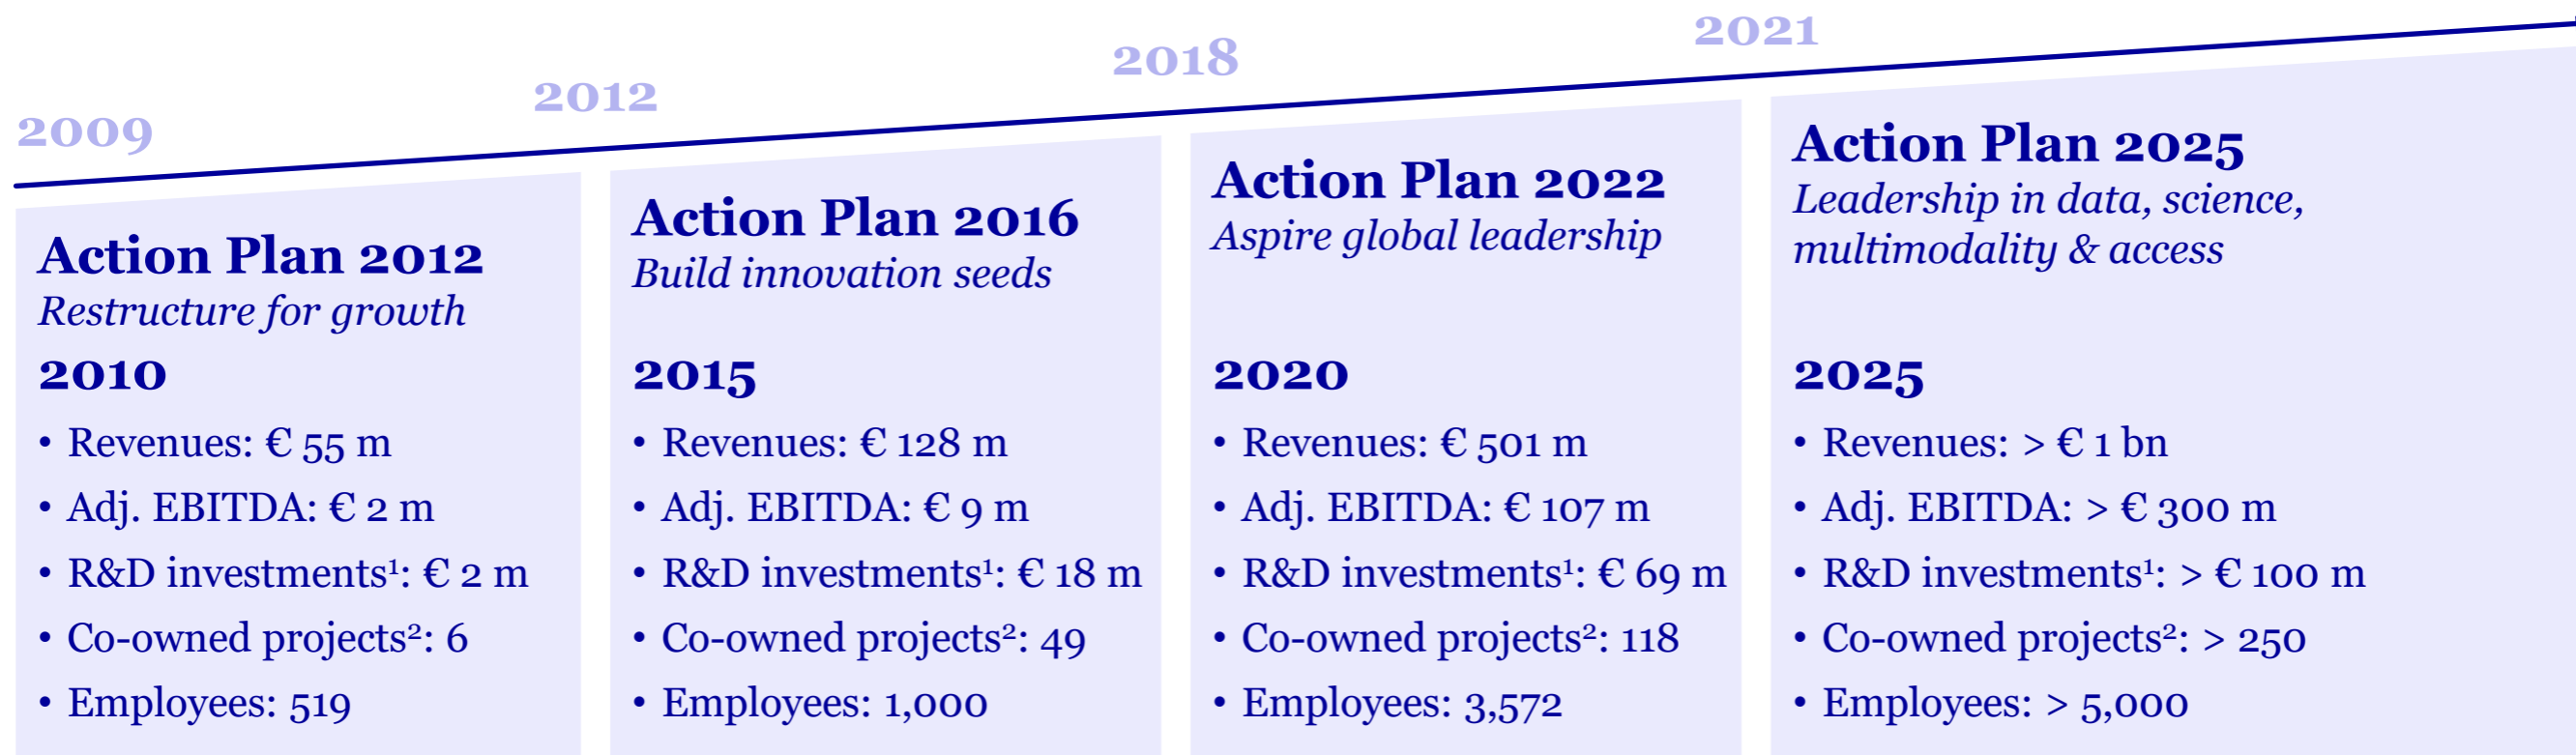 2009
2012
2018
2021
Action Plan 2012
Restructure for growth
2010
• Revenues: € 55 m
• Adj. EBITDA: € 2 m
• R&D investments¹: € 2 m
• Co-owned projects²: 6
• Employees: 519
Action Plan 2016
Build innovation seeds
2015
• Revenues: € 128 m
• Adj. EBITDA: € 9 m
• R&D investments¹: € 18 m
• Co-owned projects²: 49
• Employees: 1,000
Action Plan 2022
Aspire global leadership
2020
• Revenues: € 501 m
• Adj. EBITDA: € 107 m
• R&D investments¹: € 69 m
• Co-owned projects²: 118
• Employees: 3,572
Action Plan 2025
Leadership in data, science,
multimodality & access
2025
• Revenues: > € 1 bn
• Adj. EBITDA: > € 300 m
• R&D investments¹: > € 100 m
• Co-owned projects²: > 250
• Employees: > 5,000